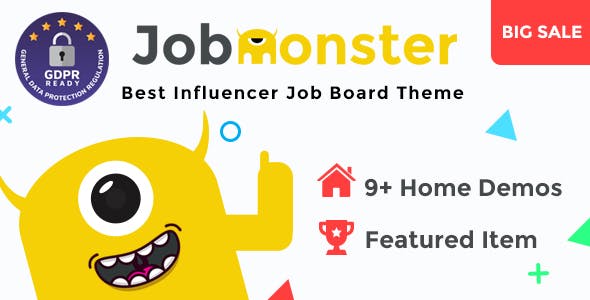 GDPR
READY
GENERAL DATA PROTECTION REGULATION
Jobmonster
BIG SALE
Best Influencer Job Board Theme
9+ Home Demos
Featured Item